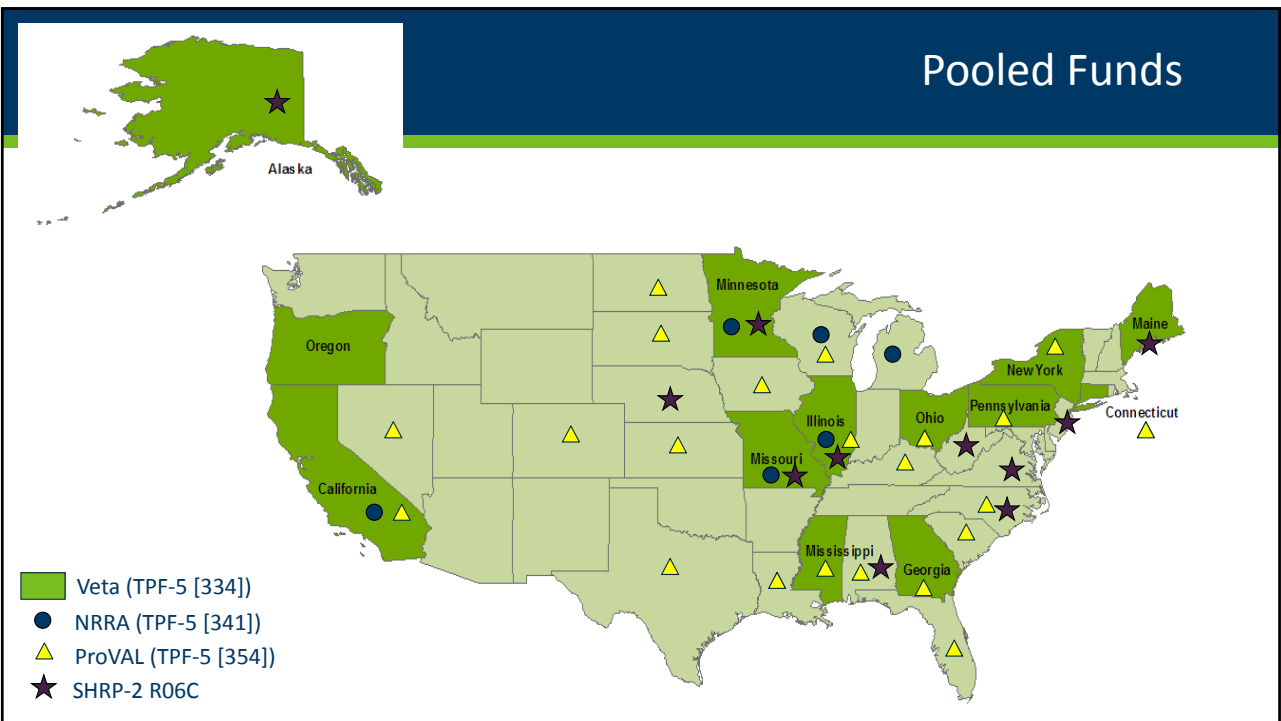 Pooled Funds
Alaska
Minnesota
Maine
Oregon
New York
Pennsylvania
Connecticut
Illinois
Ohio
Missouri
California
Mississippi
Georgia
Veta (TPF-5 [334])
NRRA (TPF-5 [341])
ProVAL (TPF-5 [354])
SHRP-2 R06C